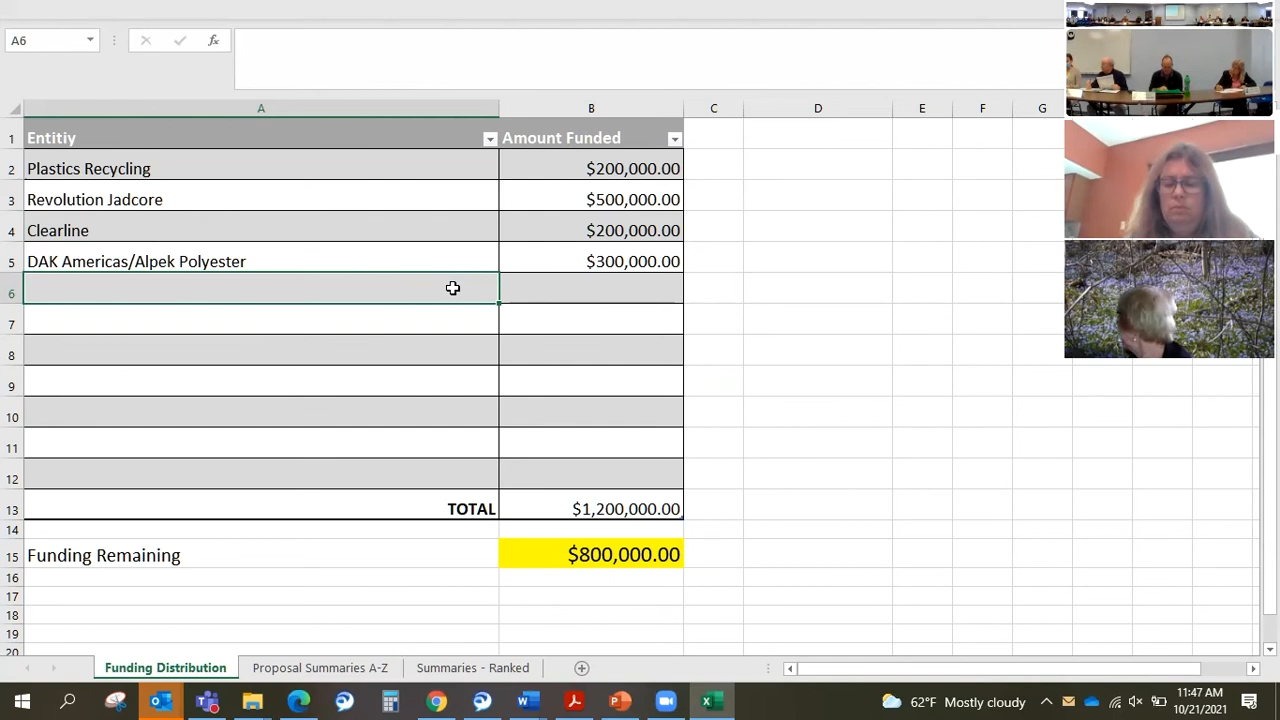 A6
fx
A B C D E F G
1 Entitiy Amount Funded
2 Plastics Recycling $200,000.00
3 Revolution Jadcore $500,000.00
4 Clearline $200,000.00
5 DAK Americas/Alpek Polyester $300,000.00
6
7
8
9
10
11
12
13 TOTAL $1,200,000.00
14
15 Funding Remaining $800,000.00
16
17
18
19
20
Funding Distribution Proposal Summaries A-Z Summaries - Ranked
62°F Mostly cloudy 11:47 AM
10/21/2021